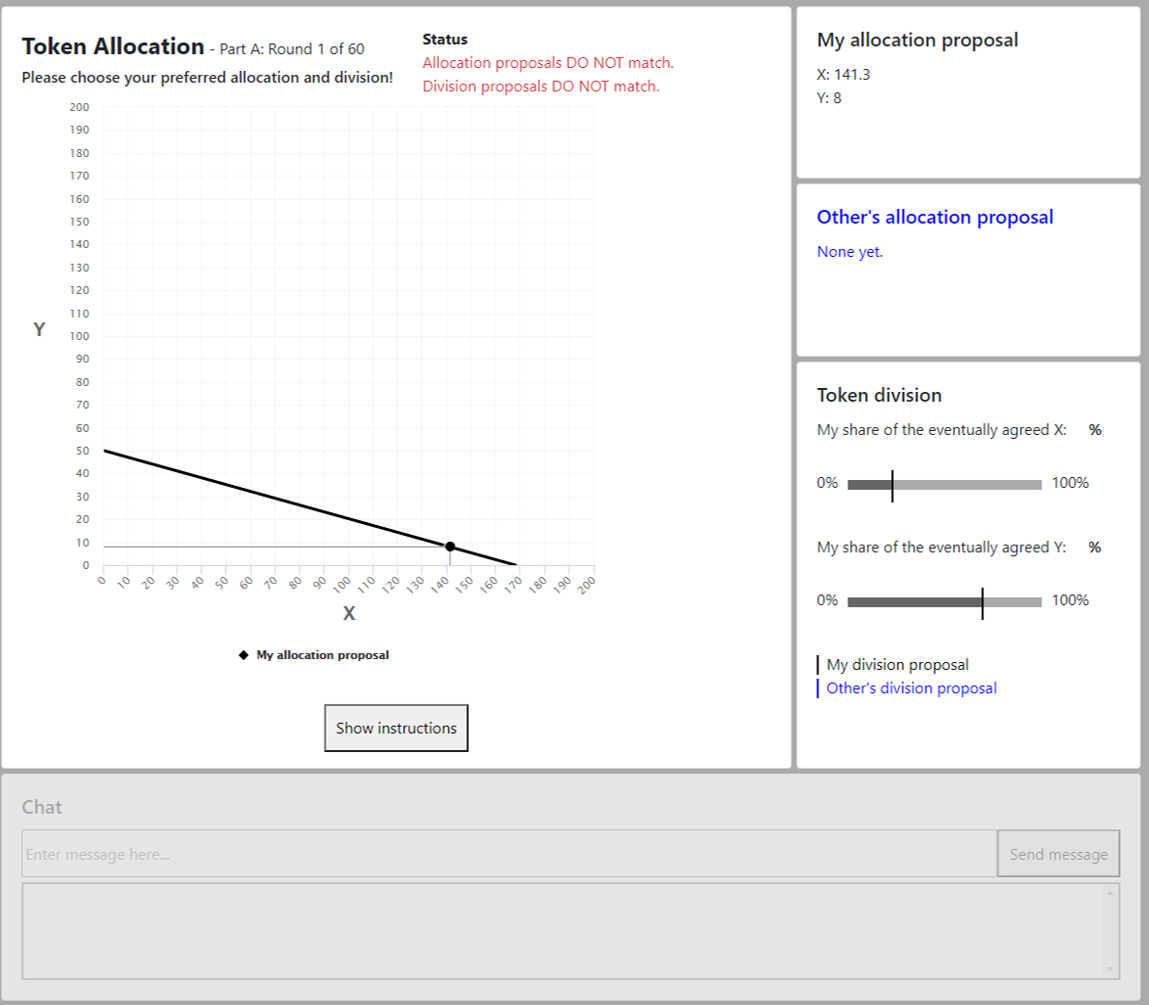 Token Allocation - Part A: Round 1 of 60
Please choose your preferred allocation and division!
Status
Allocation proposals DO NOT match.
Division proposals DO NOT match.
200
190
180
170
160
150
140
130
120
110
100
90
80
70
60
50
40
30
20
10
0
Y
0 10 20 30 40 50 60 70 80 90 100 110 120 130 140 150 160 170 180 190 200
X
My allocation proposal
Show instructions
My allocation proposal
X: 141.3
Y: 8
Other's allocation proposal
None yet.
Token division
My share of the eventually agreed X: %
0% 100%
My share of the eventually agreed Y: %
0% 100%
My division proposal
Other's division proposal
Chat
Enter message here...
Send message